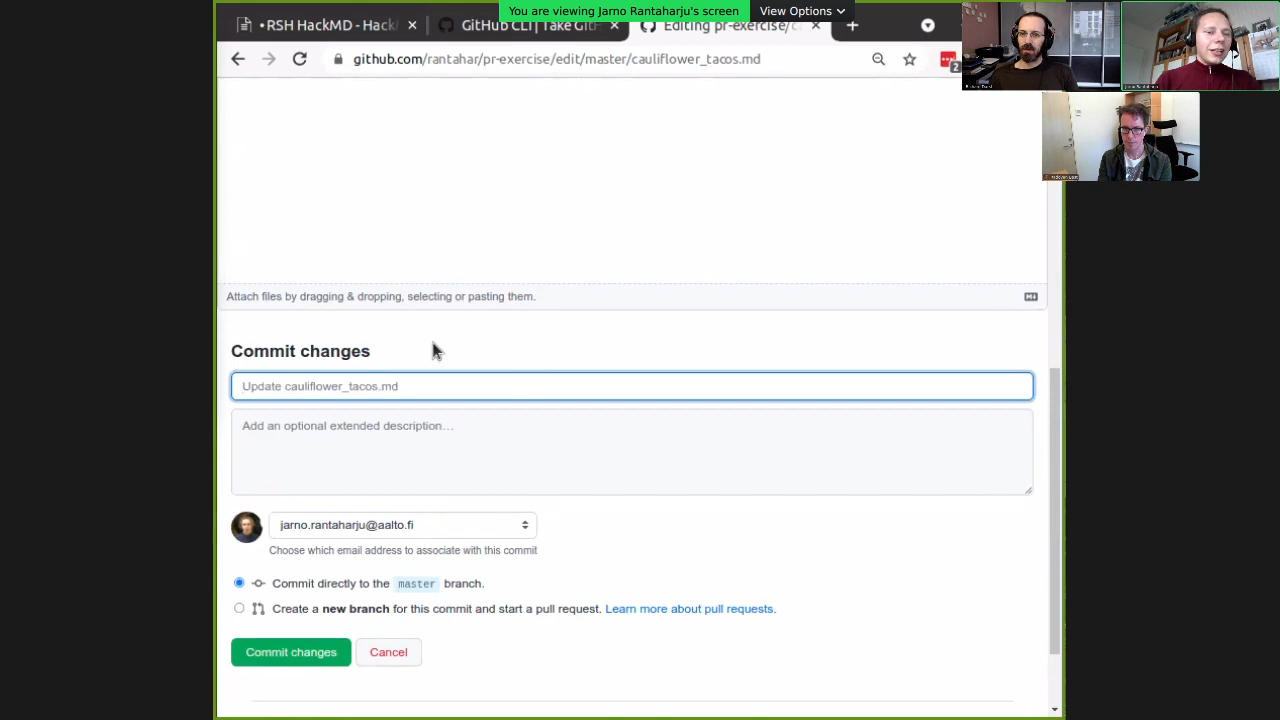 You are viewing Jarno Rantaharju's screen
View Options
•RSH HackMD - Hack
GitHub CLI | Take Git
Editing pr-exercise/c
github.com/rantahar/pr-exercise/edit/master/cauliflower_tacos.md
2
Attach files by dragging & dropping, selecting or pasting them.
Commit changes
Update cauliflower_tacos.md
Add an optional extended description…
jarno.rantaharju@aalto.fi
Choose which email address to associate with this commit
Commit directly to the master branch.
Create a new branch for this commit and start a pull request. Learn more about pull requests.
Commit changes
Cancel